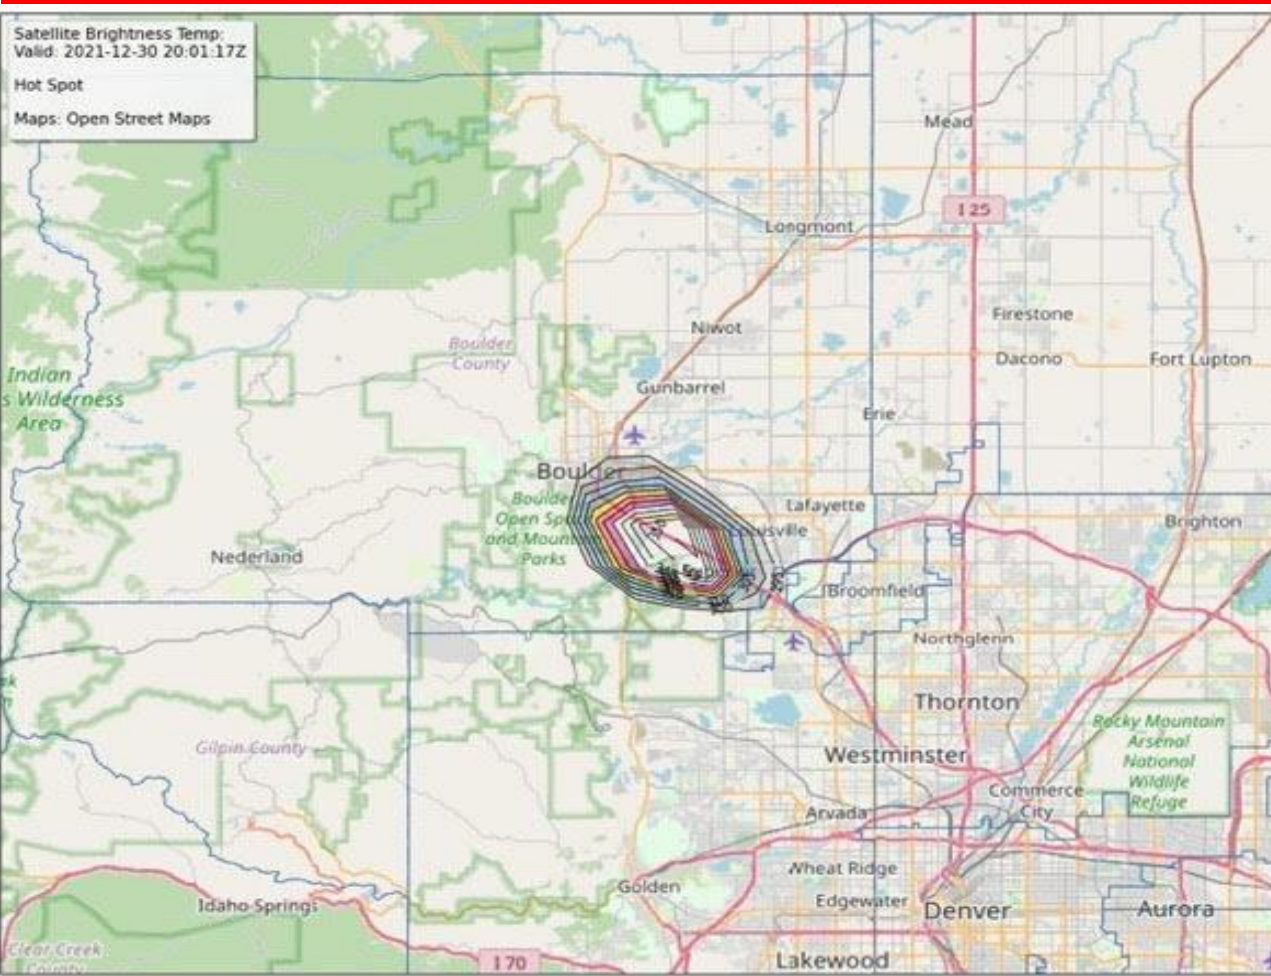 Satellite Brightness Temp:
Valid: 2021-12-30 20:01:17Z
Hot Spot
Maps: Open Street Maps
Mead
I 25
Longmont
Firestone
Niwot
Boulder
County
Dacono
Fort Lupton
Indian
s Wilderness
Area
Gunbarrel
Erie
Boulder
Boulder
Open Sp
and Mountain
Parks
Lafayette
Louisville
Brighton
Nederland
Broomfield
Northglenn
Thornton
Rocky Mountain
Arsenal
National
Wildlife
Refuge
Gilpin County
Westminster
Commerce
City
Arvada
Wheat Ridge
Golden
Edgewater
Idaho Springs
Denver
Aurora
Clear Creek
County
I 70
Lakewood